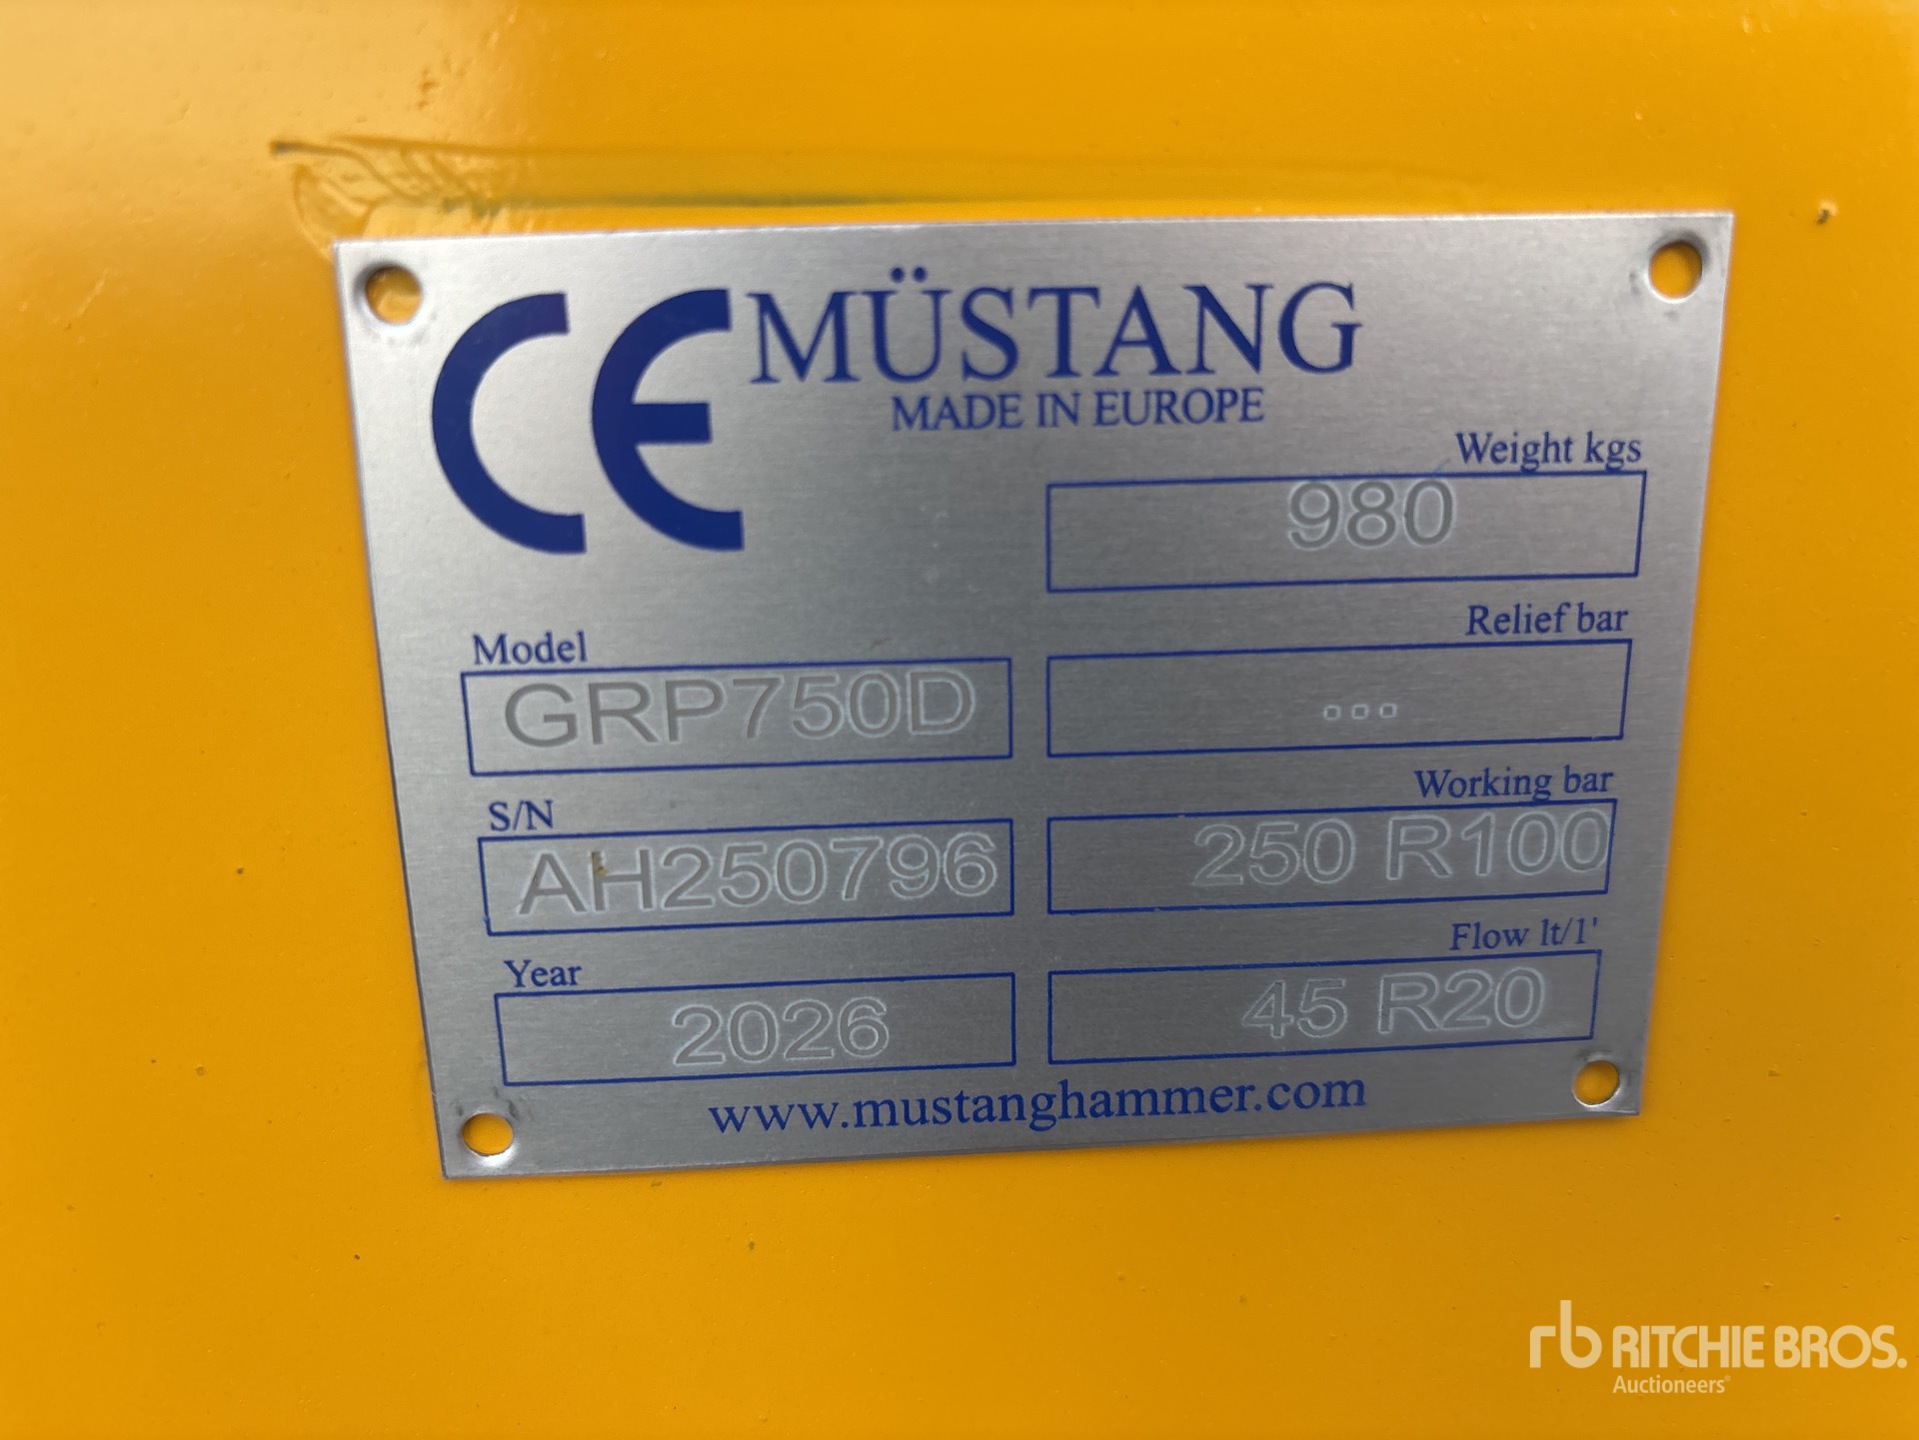 CE MÜSTANG
MADE IN EUROPE
Weight kgs
980
Model
GRP750D
Relief bar
...
S/N
AH250796
Working bar
250 R100
Year
2026
Flow lt/1'
45 R20
www.mustanghammer.com
rb RITCHIE BROS.
Auctioneers®